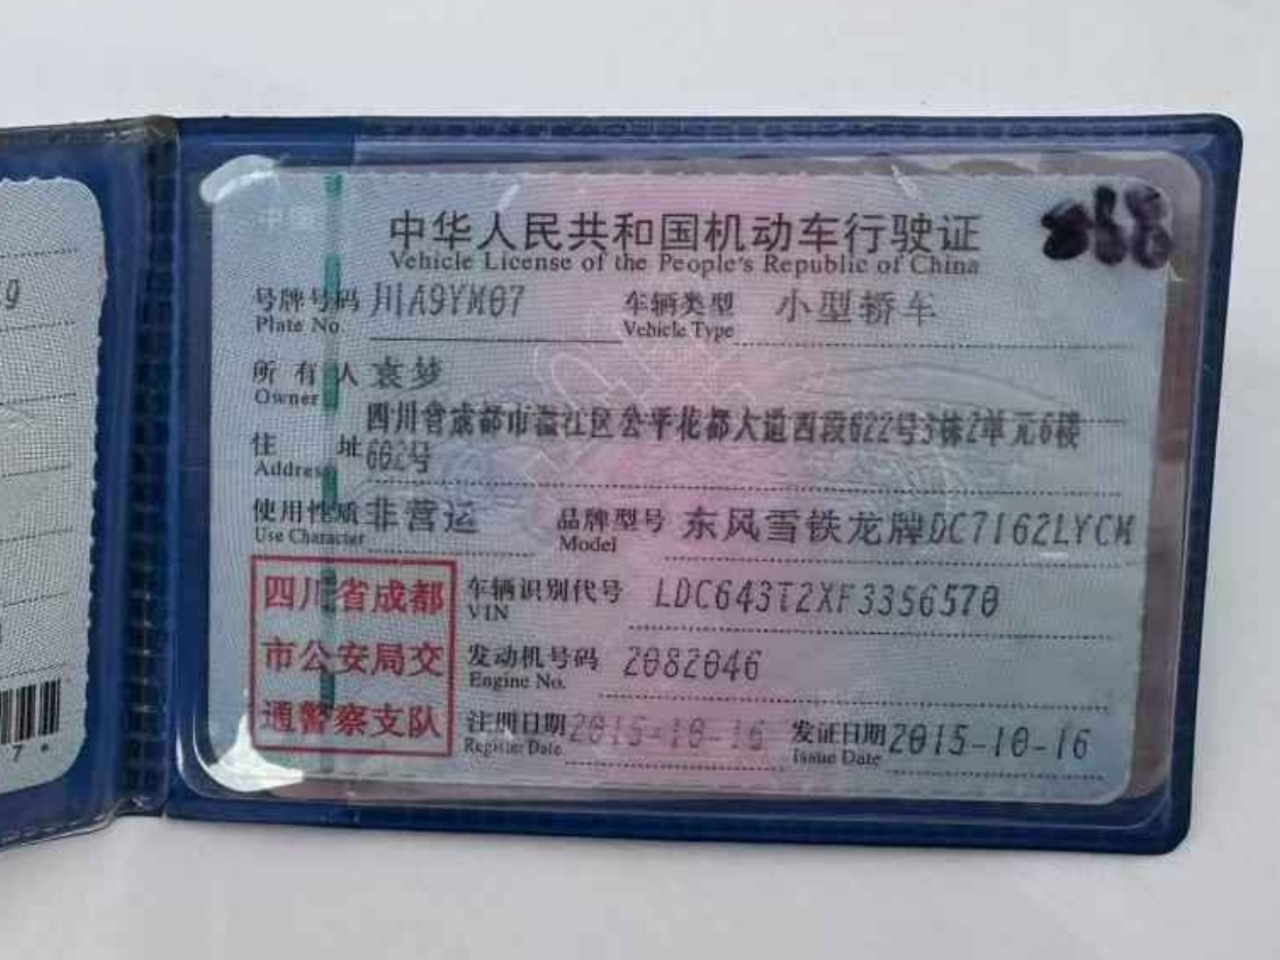 中华人民共和国机动车行驶证
Vehicle License of the People's Republic of China
号牌号码 川A9YM07 车辆类型 小型轿车
Plate No. Vehicle Type
所有人 袁梦
Owner
四川省成都市温江区公平花都大道西段622号3栋2单元6楼
住址 602号
Address
使用性质 非营运 品牌型号 东风雪铁龙牌DC7162LYCM
Use Character Model
四川省成都
市公安局交
通警察支队
车辆识别代号 LDC643T2XF3356570
VIN
发动机号码 2082046
Engine No.
注册日期 2015-10-16 发证日期 2015-10-16
Register Date Issue Date
9
7*